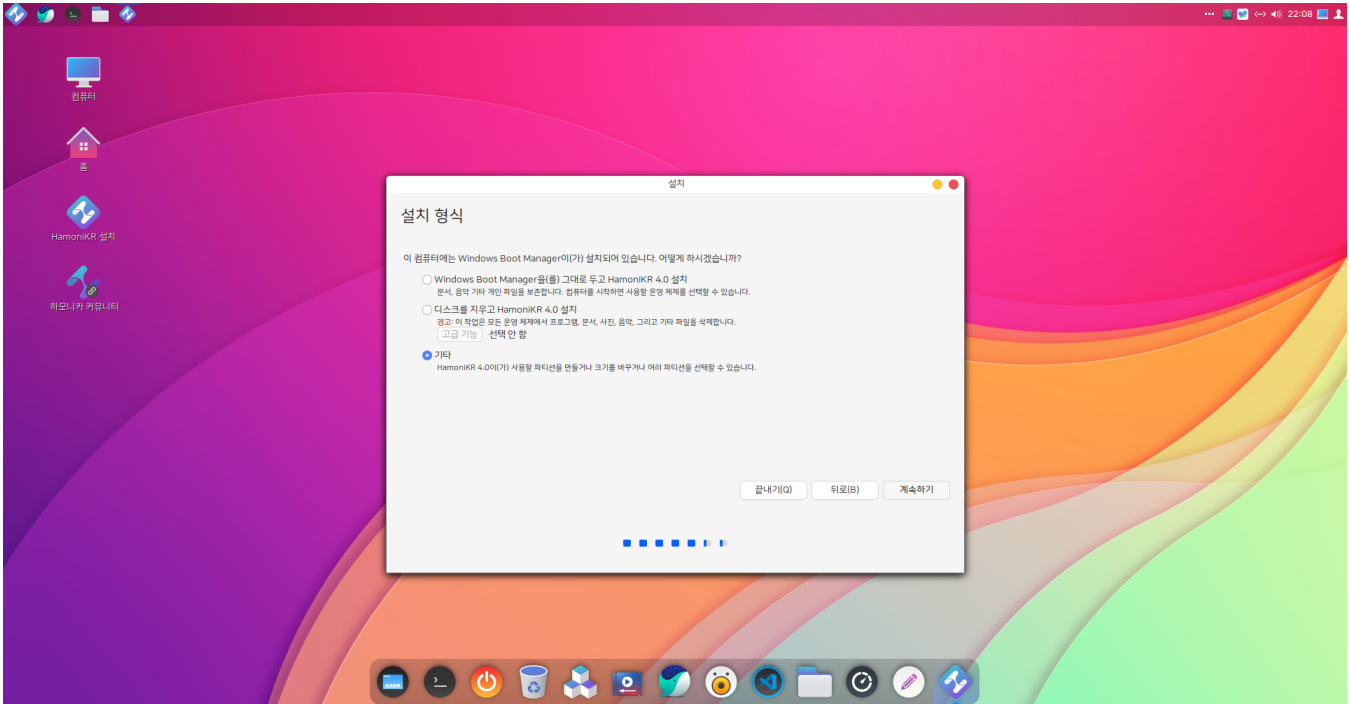 22:08
컴퓨터
홈
HamoniKR 설치
하모니카 커뮤니티
설치
설치 형식
이 컴퓨터에는 Windows Boot Manager이(가) 설치되어 있습니다. 어떻게 하시겠습니까?
Windows Boot Manager을(를) 그대로 두고 HamoniKR 4.0 설치
문서, 음악 기타 개인 파일을 보존합니다. 컴퓨터를 시작하면 사용할 운영 체제를 선택할 수 있습니다.
디스크를 지우고 HamoniKR 4.0 설치
경고: 이 작업은 모든 운영 체제에서 프로그램, 문서, 사진, 음악, 그리고 기타 파일을 삭제합니다.
고급 기능 선택 안 함
기타
HamoniKR 4.0이(가) 사용할 파티션을 만들거나 크기를 바꾸거나 여러 파티션을 선택할 수 있습니다.
끝내기(Q) 뒤로(B) 계속하기